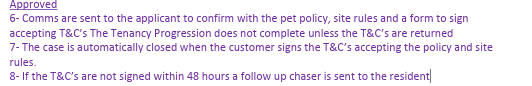 Approved
6- Comms are sent to the applicant to confirm with the pet policy, site rules and a form to sign
accepting T&C's The Tenancy Progression does not complete unless the T&C's are returned
7- The case is automatically closed when the customer signs the T&C's accepting the policy and site
rules.
8- If the T&C's are not signed within 48 hours a follow up chaser is sent to the resident